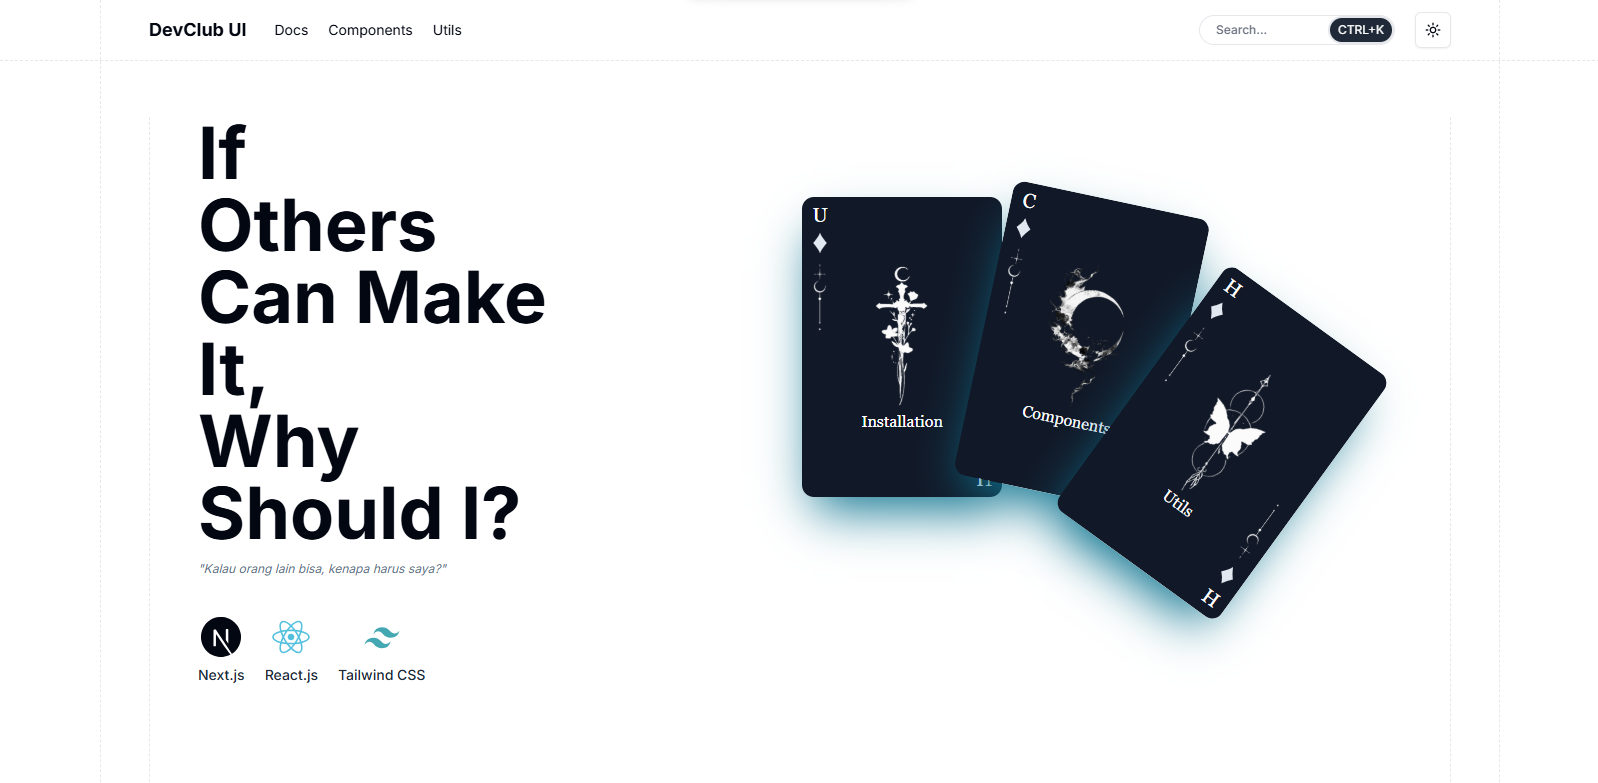 DevClub UI
Docs
Components
Utils
Search...
CTRL+K
If
Others
Can Make
It,
Why
Should I?
"Kalau orang lain bisa, kenapa harus saya?"
Next.js
React.js
Tailwind CSS
U
Installation
U
C
Components
H
Utils
H